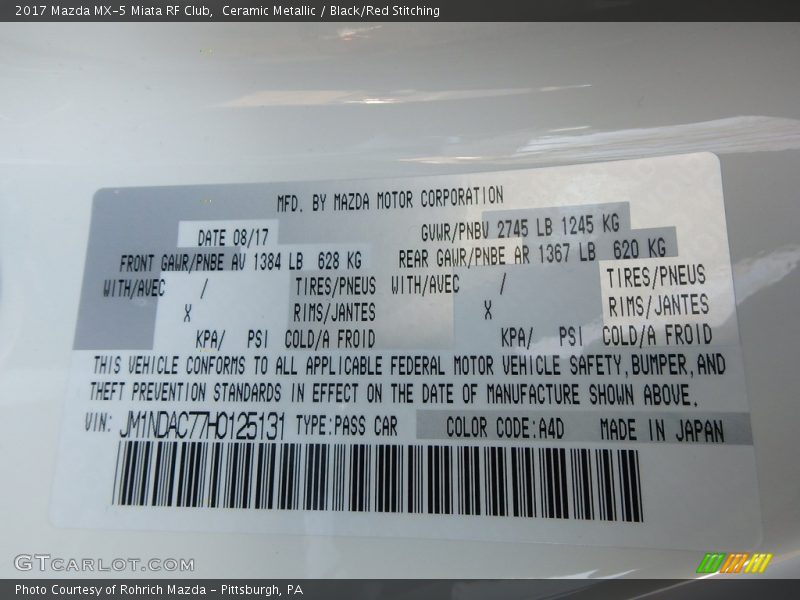 2017 Mazda MX-5 Miata RF Club,  Ceramic Metallic / Black/Red Stitching
MFD. BY MAZDA MOTOR CORPORATION
DATE 08/17 GVWR/PNBV 2745 LB 1245 KG
FRONT GAWR/PNBE AV 1384 LB 628 KG REAR GAWR/PNBE AR 1367 LB 620 KG
WITH/AVEC / TIRES/PNEUS WITH/AVEC / TIRES/PNEUS
X RIMS/JANTES X RIMS/JANTES
KPA/ PSI COLD/A FROID KPA/ PSI COLD/A FROID
THIS VEHICLE CONFORMS TO ALL APPLICABLE FEDERAL MOTOR VEHICLE SAFETY,BUMPER,AND
THEFT PREVENTION STANDARDS IN EFFECT ON THE DATE OF MANUFACTURE SHOWN ABOVE.
VIN: JM1NDAC77H0125131 TYPE:PASS CAR COLOR CODE:A4D MADE IN JAPAN
GTCARLOT.COM
Photo Courtesy of Rohrich Mazda - Pittsburgh, PA